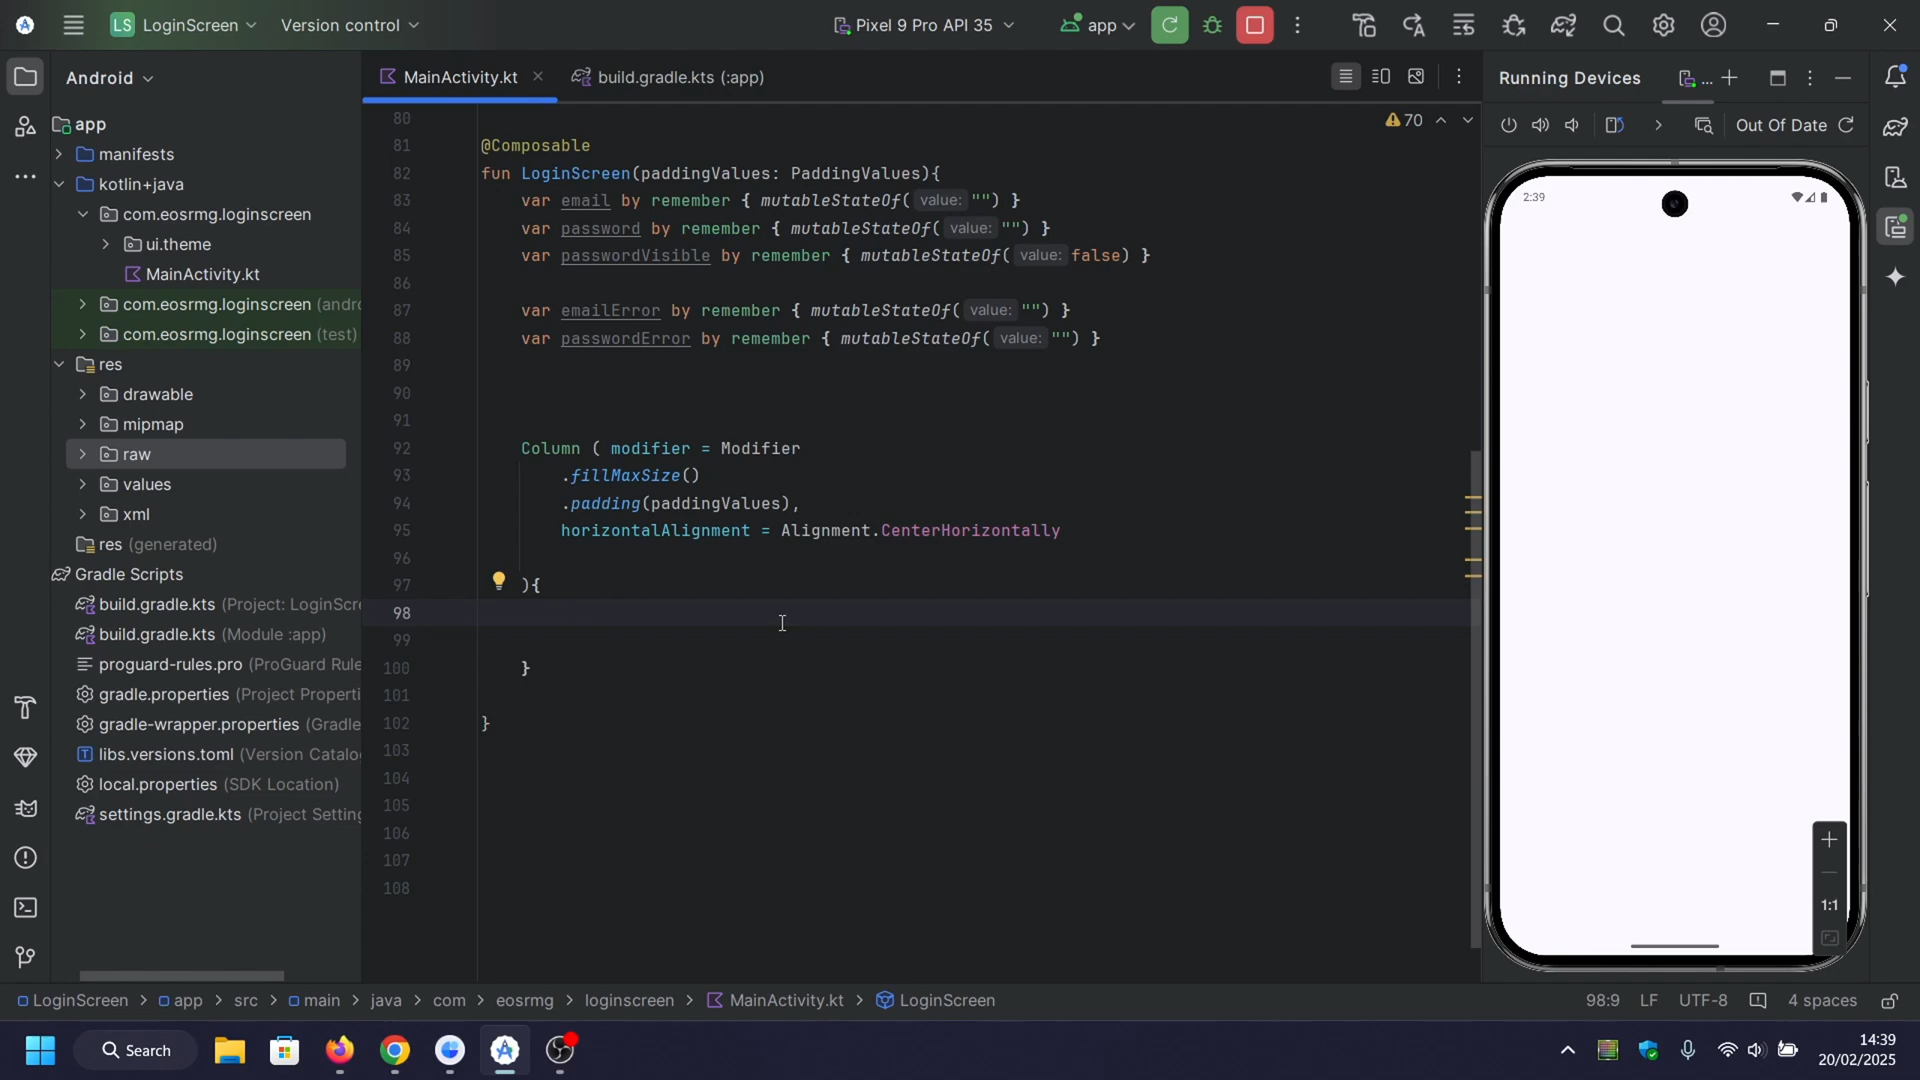 LS LoginScreen
Version control
Pixel 9 Pro API 35
app
Android
MainActivity.kt
build.gradle.kts (:app)
Running Devices
...
70
Out Of Date
app
manifests
kotlin+java
com.eosrmg.loginscreen
ui.theme
MainActivity.kt
com.eosrmg.loginscreen (andro
com.eosrmg.loginscreen (test)
res
drawable
mipmap
raw
values
xml
res (generated)
Gradle Scripts
build.gradle.kts (Project: LoginScre
build.gradle.kts (Module :app)
proguard-rules.pro (ProGuard Rule
gradle.properties (Project Properti
gradle-wrapper.properties (Gradle
libs.versions.toml (Version Catalo
local.properties (SDK Location)
settings.gradle.kts (Project Setting
80
81 @Composable
82 fun LoginScreen(paddingValues: PaddingValues){
83 var email by remember { mutableStateOf( value: "") }
84 var password by remember { mutableStateOf( value: "") }
85 var passwordVisible by remember { mutableStateOf( value: false) }
86
87 var emailError by remember { mutableStateOf( value: "") }
88 var passwordError by remember { mutableStateOf( value: "") }
89
90
91
92 Column ( modifier = Modifier
93 .fillMaxSize()
94 .padding(paddingValues),
95 horizontalAlignment = Alignment.CenterHorizontally
96
97 ){
98
99
100 }
101
102 }
103
104
105
106
107
108
2:39
1:1
LoginScreen > app > src > main > java > com > eosrmg > loginscreen > MainActivity.kt > LoginScreen
98:9 LF UTF-8 4 spaces
Search
14:39
20/02/2025